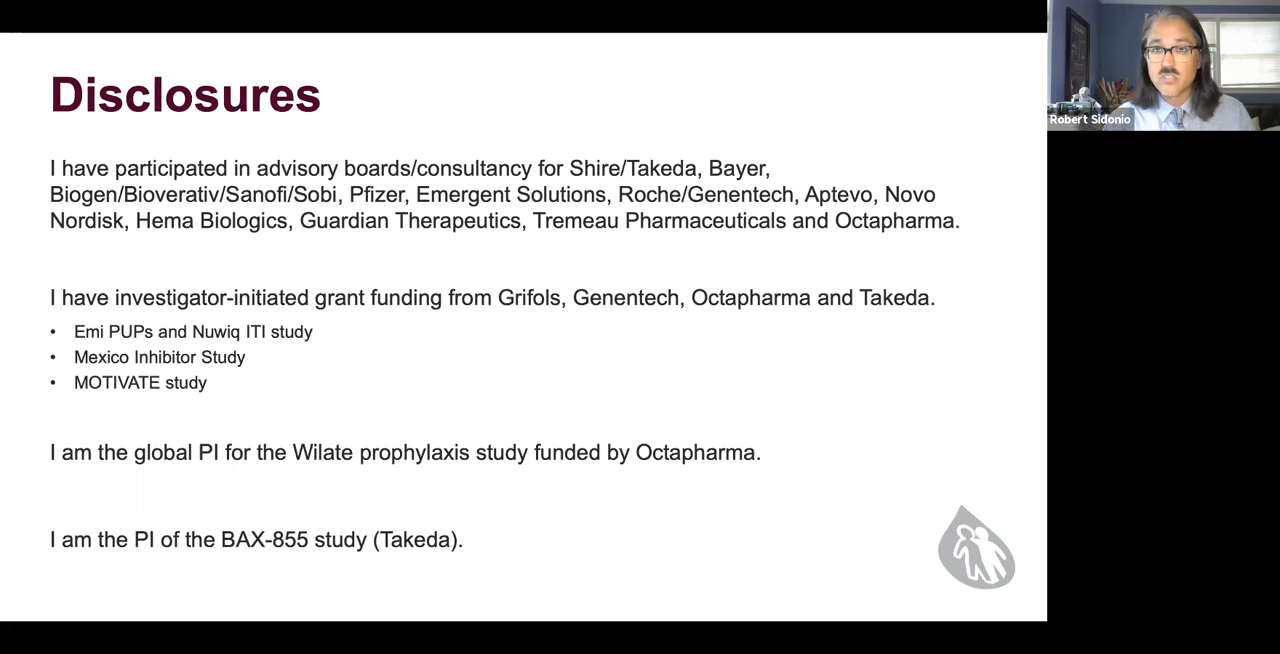 Disclosures
I have participated in advisory boards/consultancy for Shire/Takeda, Bayer,
Biogen/Bioverativ/Sanofi/Sobi, Pfizer, Emergent Solutions, Roche/Genentech, Aptevo, Novo
Nordisk, Hema Biologics, Guardian Therapeutics, Tremeau Pharmaceuticals and Octapharma.
I have investigator-initiated grant funding from Grifols, Genentech, Octapharma and Takeda.
• Emi PUPs and Nuwiq ITI study
• Mexico Inhibitor Study
• MOTIVATE study
I am the global PI for the Wilate prophylaxis study funded by Octapharma.
I am the PI of the BAX-855 study (Takeda).
Robert Sidonio